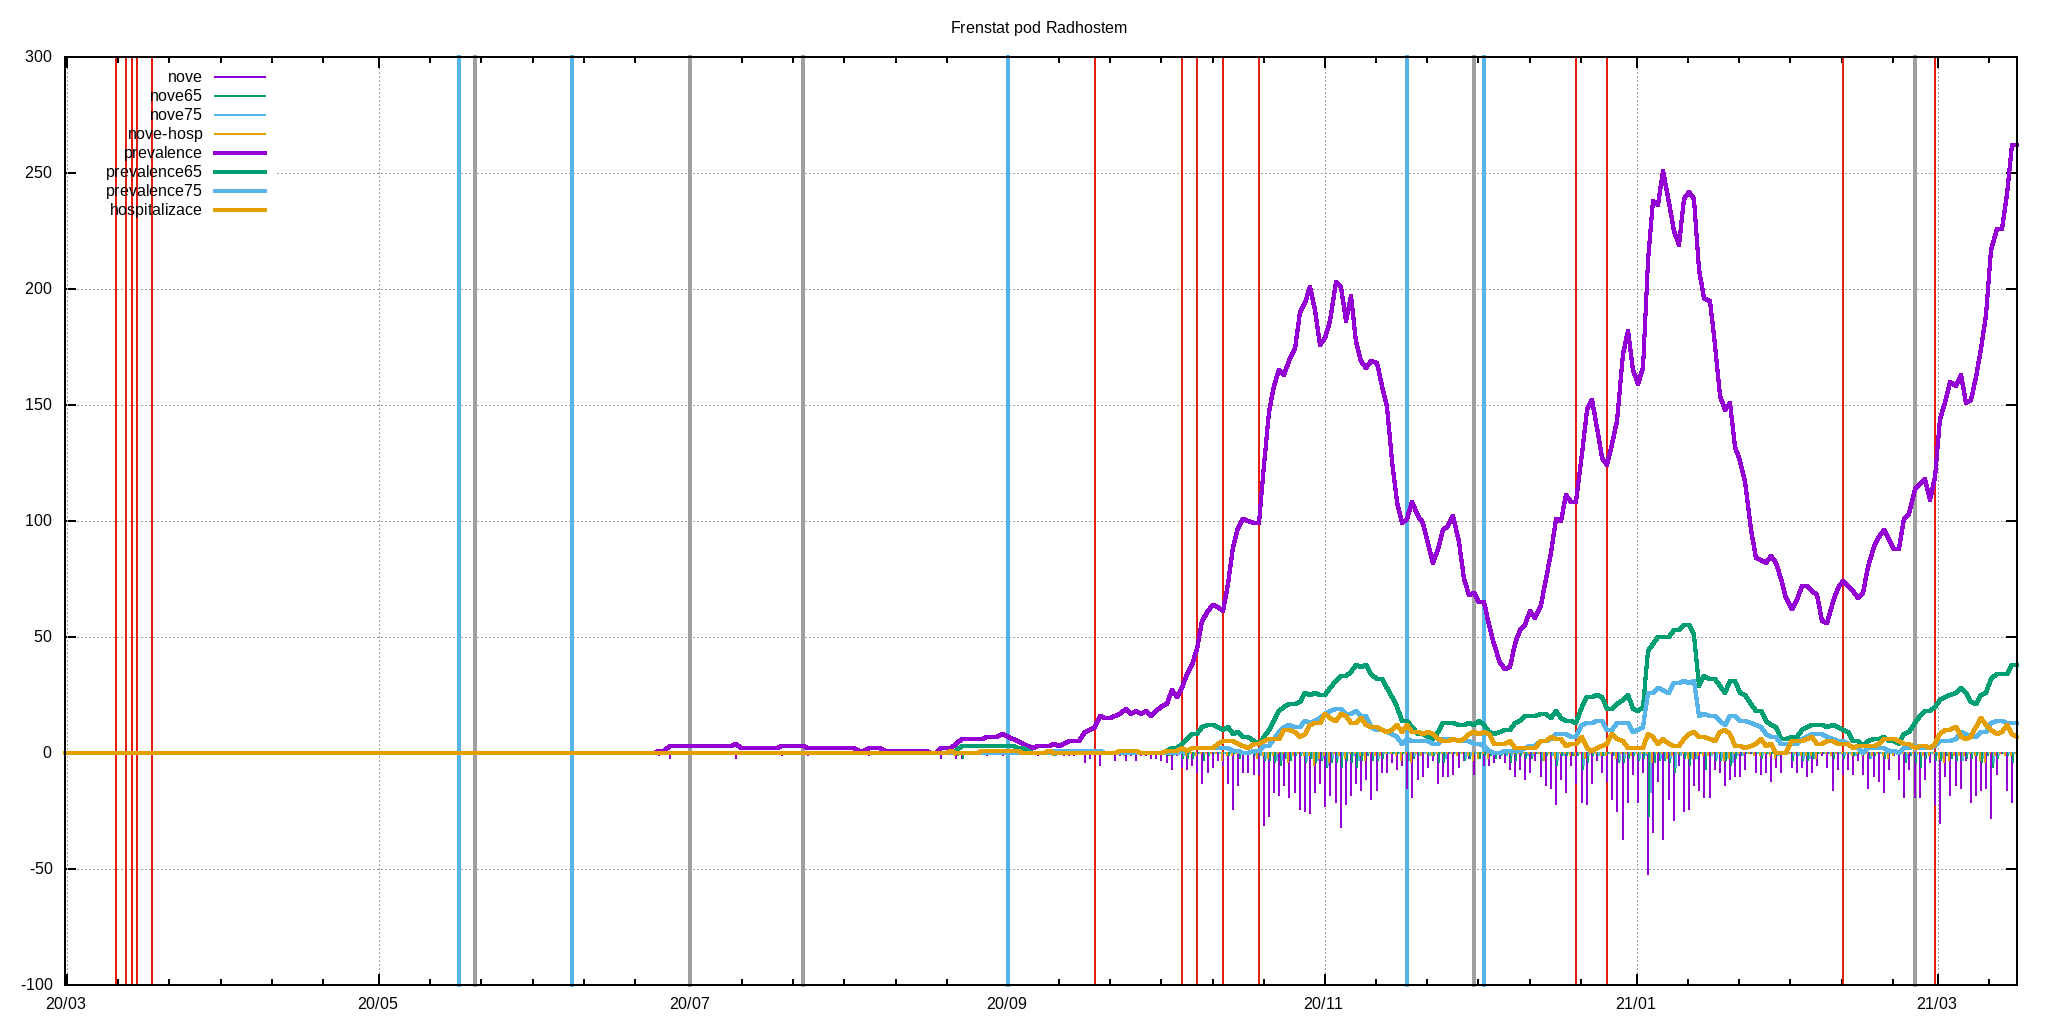 Frenstat pod Radhostem
300
250
200
150
100
50
0
-50
-100
nove
nove65
nove75
nove-hosp
prevalence
prevalence65
prevalence75
hospitalizace
20/03 20/05 20/07 20/09 20/11 21/01 21/03